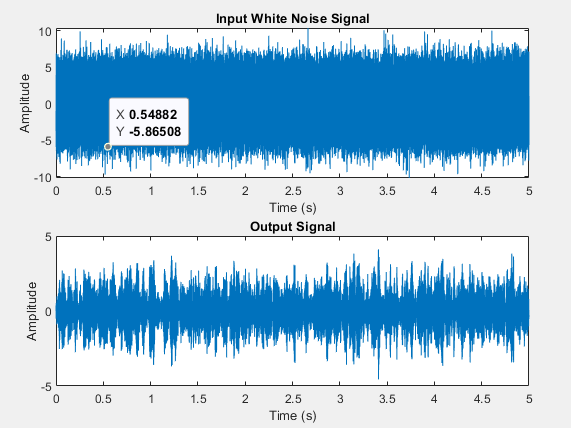 Input White Noise Signal
10
5
0
-5
-10
Amplitude
X 0.54882
Y -5.86508
0 0.5 1 1.5 2 2.5 3 3.5 4 4.5 5
Time (s)
Output Signal
5
0
-5
Amplitude
0 0.5 1 1.5 2 2.5 3 3.5 4 4.5 5
Time (s)